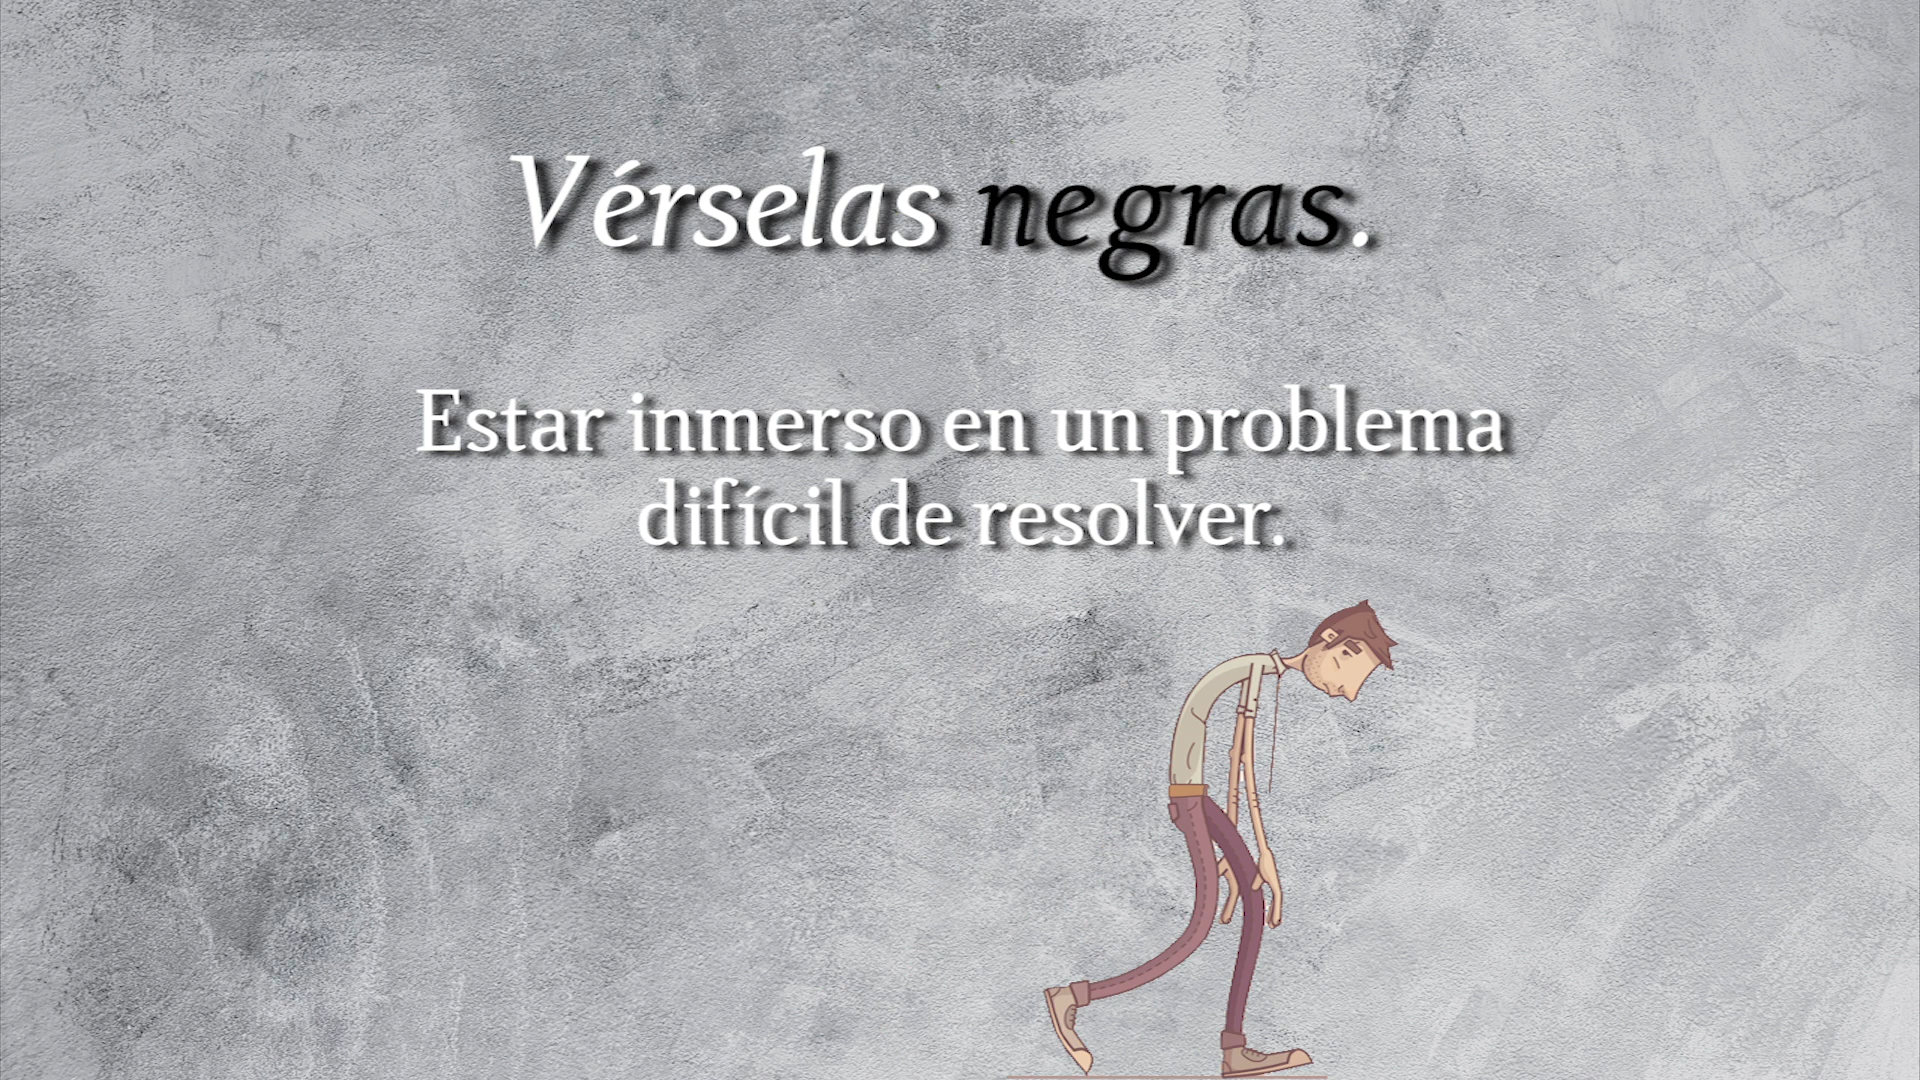 Vérselas negras.
Estar inmerso en un problema
difícil de resolver.